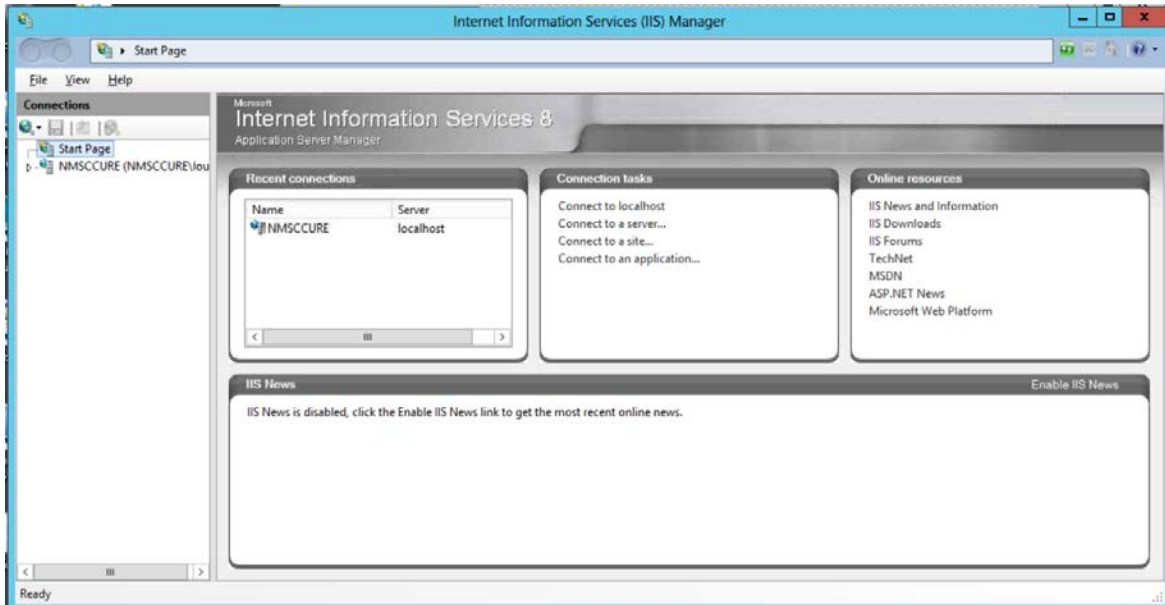 Internet Information Services (IIS) Manager
Start Page
File View Help
Connections
Start Page
NMSCCURE (NMSCCURE\lou
Microsoft
Internet Information Services 8
Application Server Manager
Recent connections
Name Server
NMSCCURE localhost
Connection tasks
Connect to localhost
Connect to a server...
Connect to a site...
Connect to an application...
Online resources
IIS News and Information
IIS Downloads
IIS Forums
TechNet
MSDN
ASP.NET News
Microsoft Web Platform
IIS News Enable IIS News
IIS News is disabled, click the Enable IIS News link to get the most recent online news.
Ready